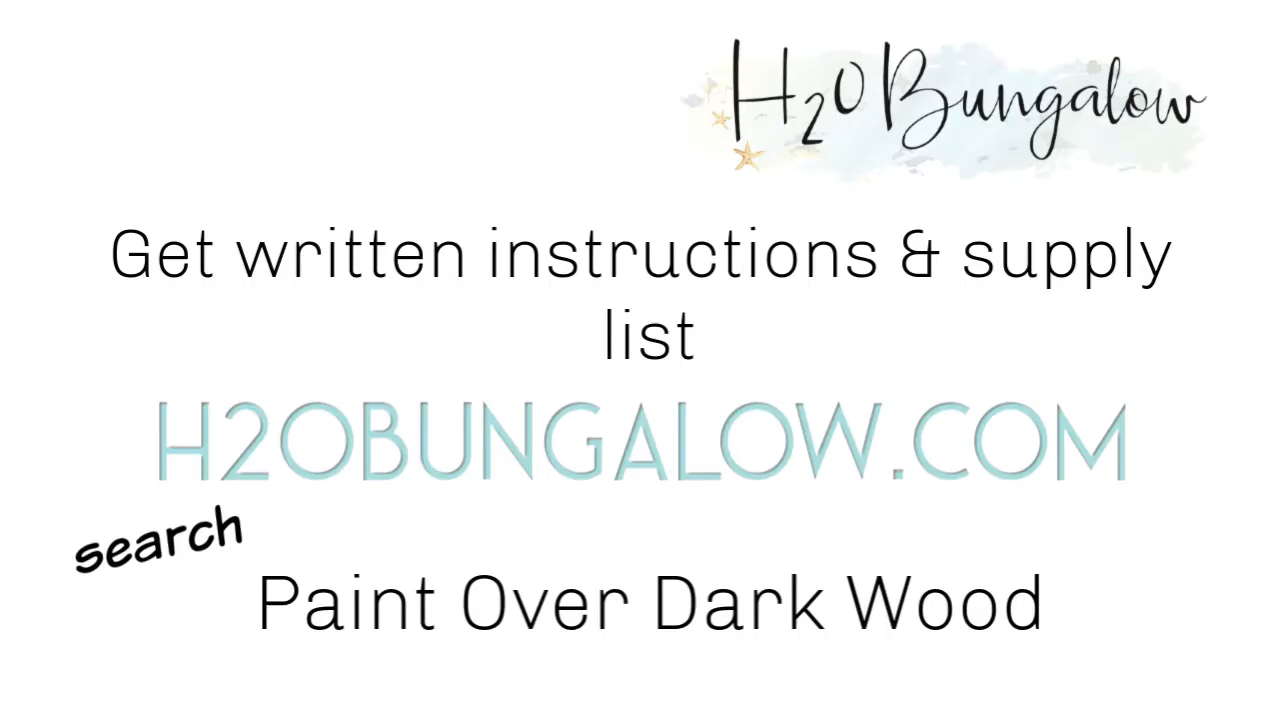 H2O Bungalow
Get written instructions & supply
list
H2OBUNGALOW.COM
search
Paint Over Dark Wood